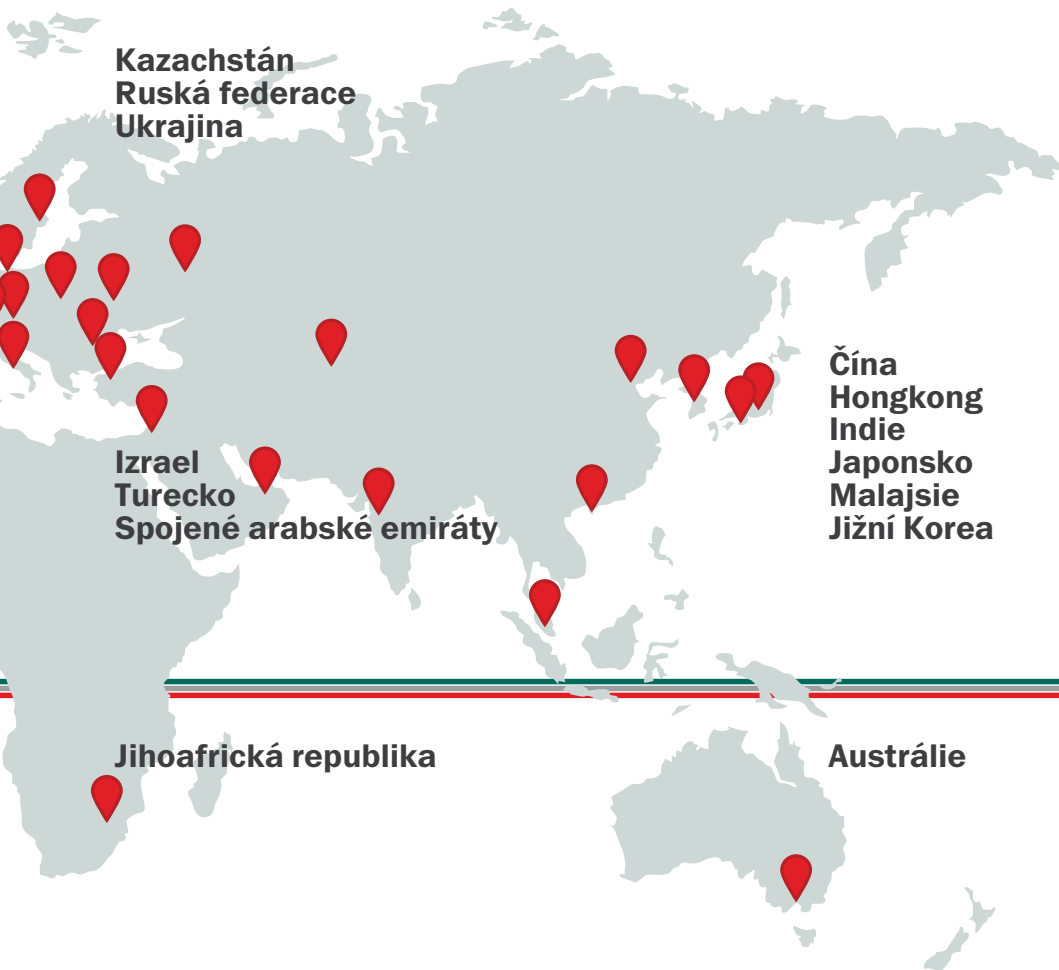 Kazachstán
Ruská federace
Ukrajina
Čína
Hongkong
Indie
Japonsko
Malajsie
Jižní Korea
Izrael
Turecko
Spojené arabské emiráty
Jihoafrická republika
Austrálie